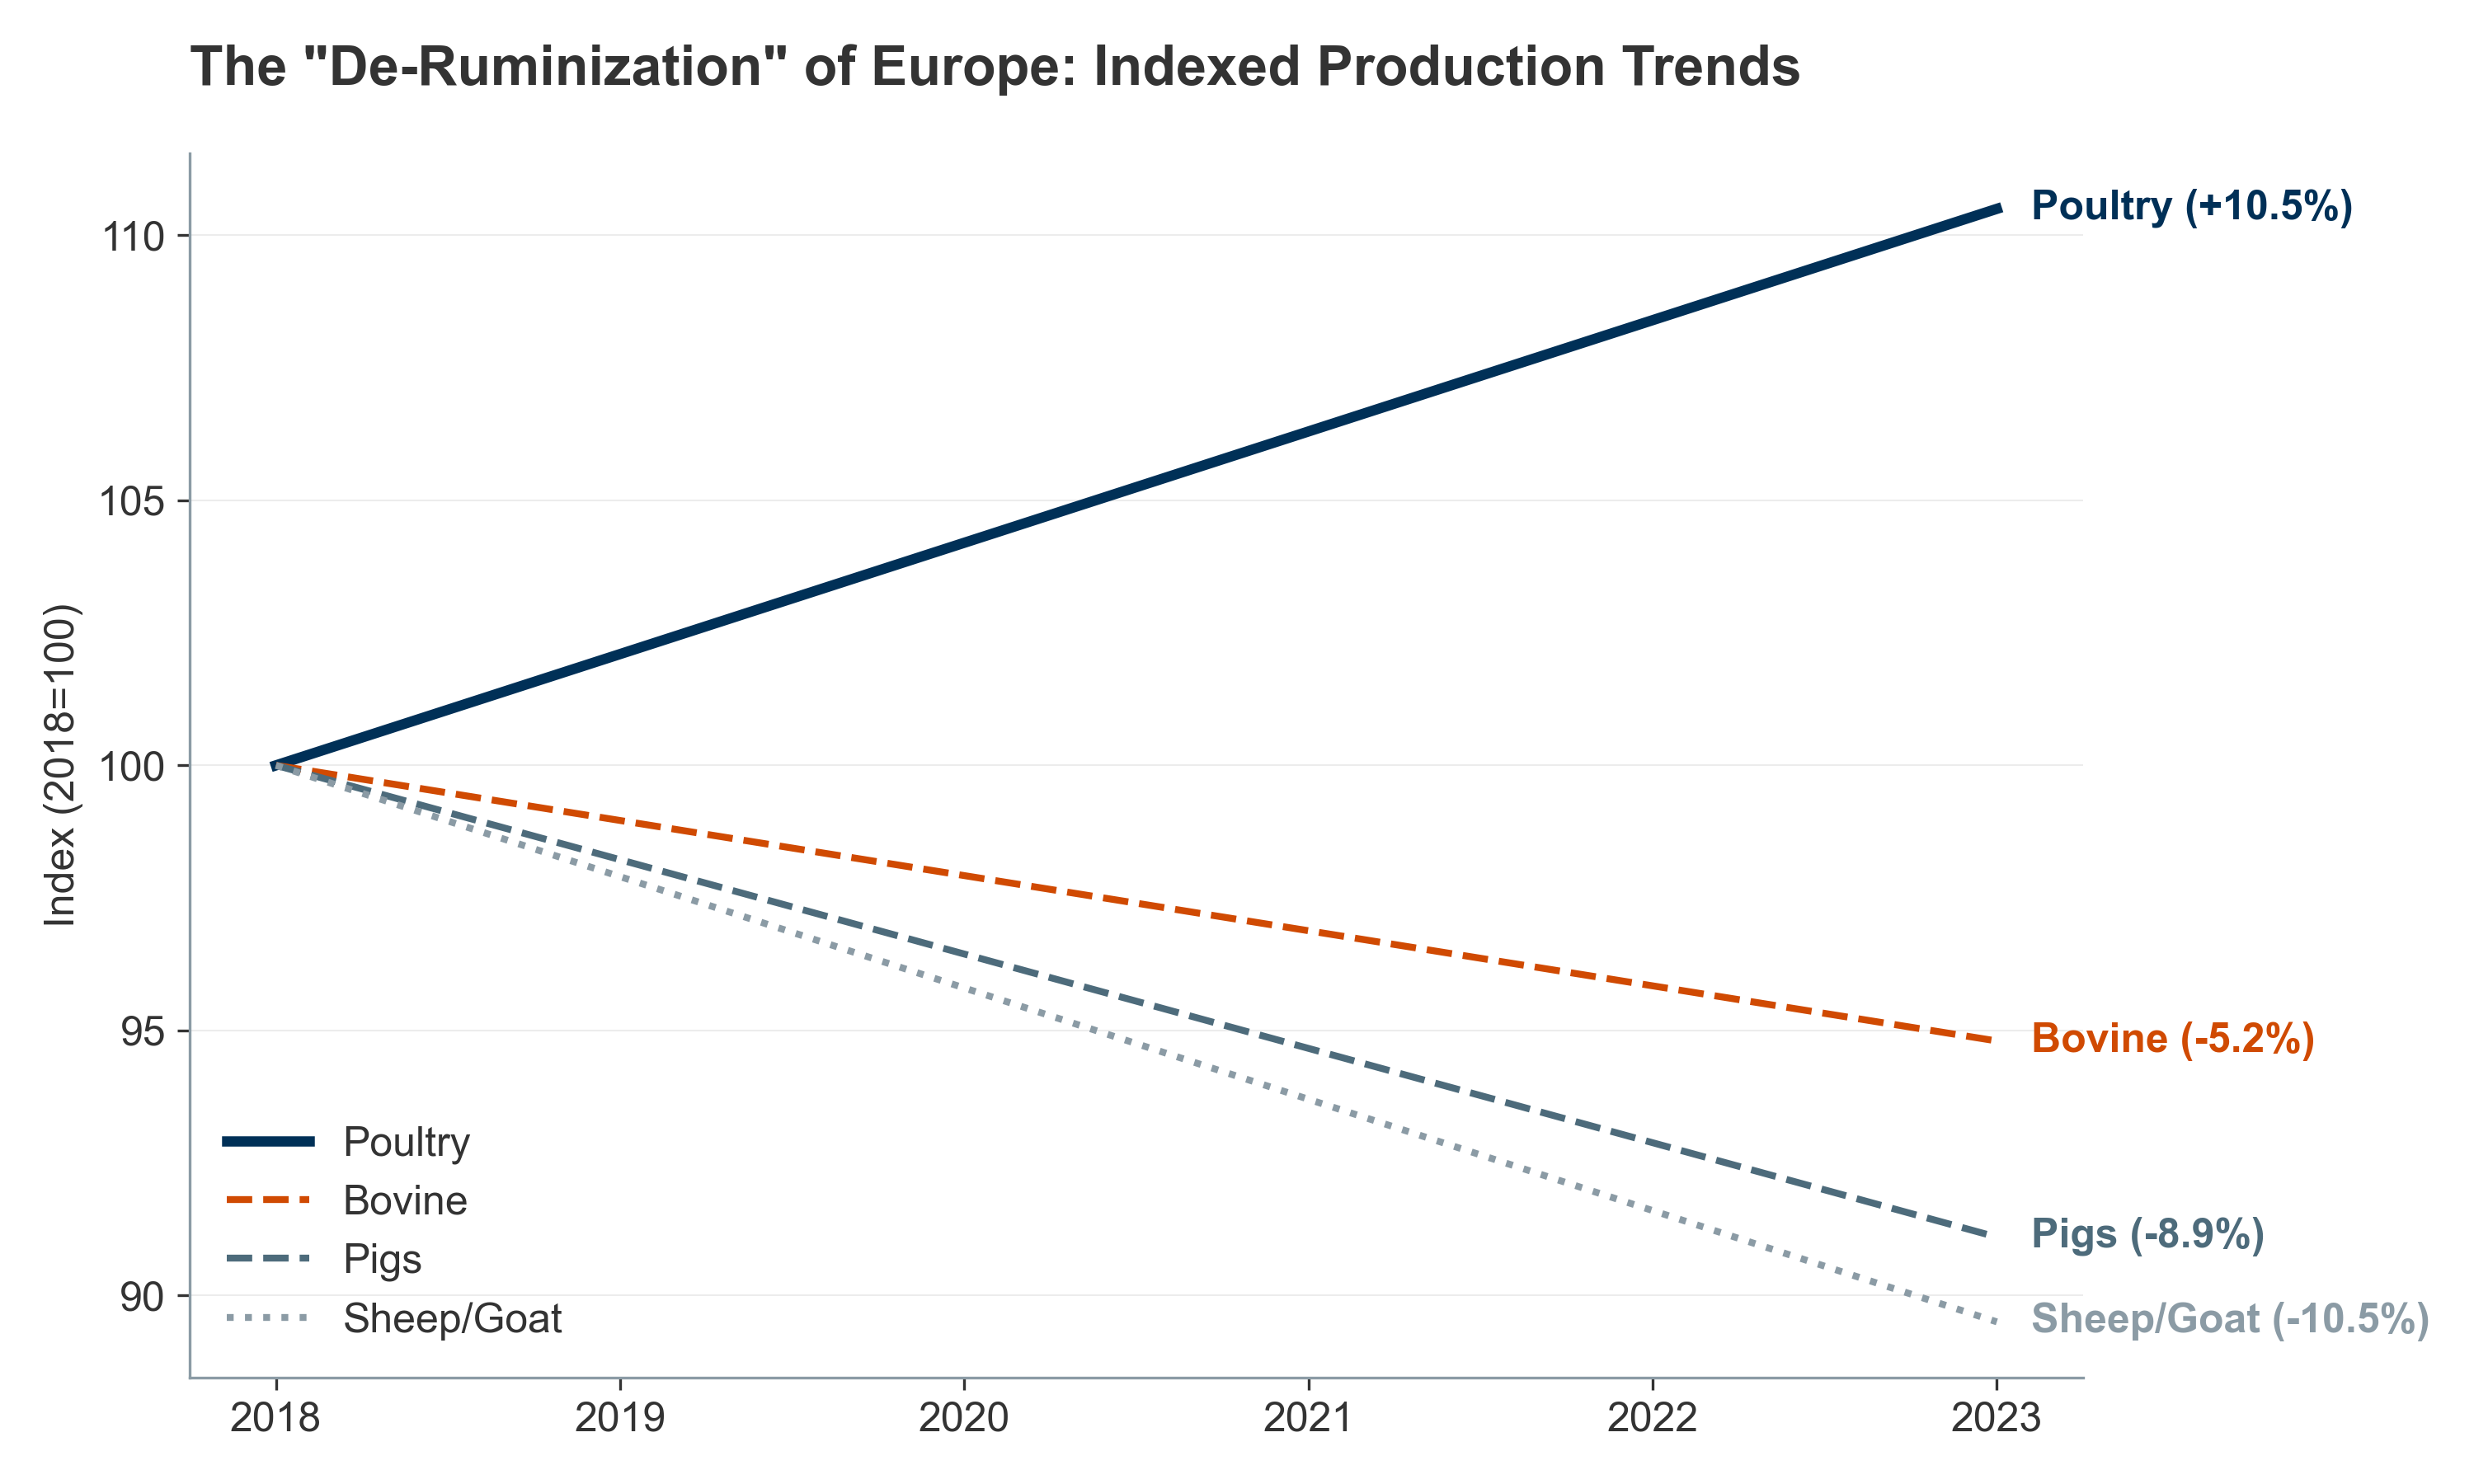 The "De-Ruminization" of Europe: Indexed Production Trends
Index (2018=100)
110
105
100
95
90
Poultry (+10.5%)
Bovine (-5.2%)
Pigs (-8.9%)
Sheep/Goat (-10.5%)
Poultry
Bovine
Pigs
Sheep/Goat
2018 2019 2020 2021 2022 2023